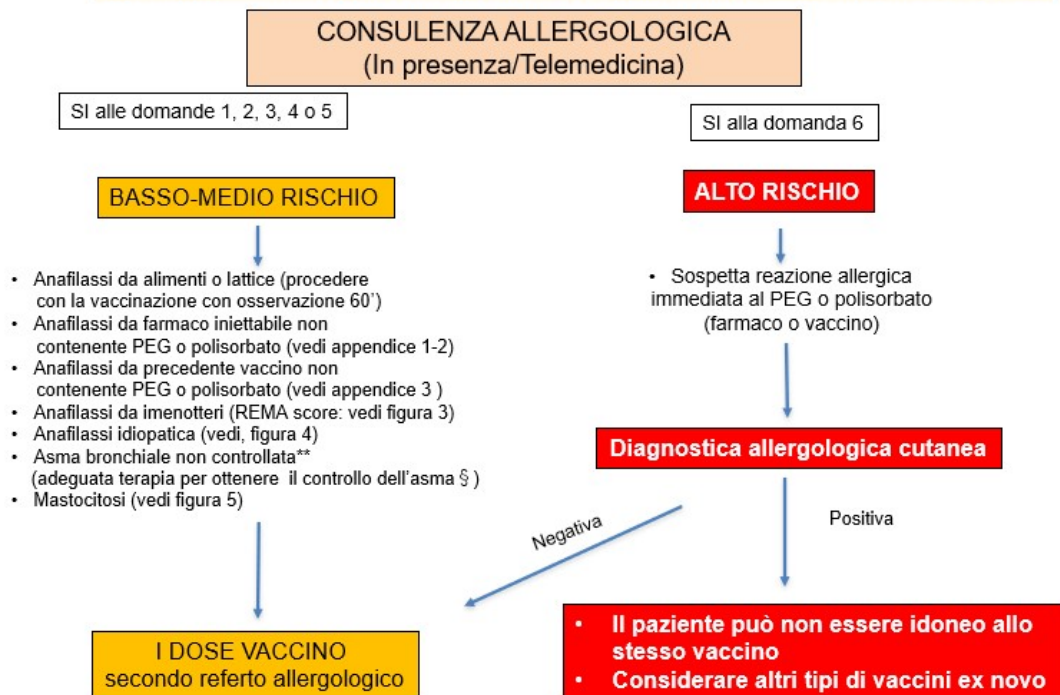 CONSULENZA ALLERGOLOGICA
(In presenza/Telemedicina)
SI alle domande 1, 2, 3, 4 o 5
SI alla domanda 6
BASSO-MEDIO RISCHIO
ALTO RISCHIO
• Anafilassi da alimenti o lattice (procedere
con la vaccinazione con osservazione 60’)
• Anafilassi da farmaco iniettabile non
contenente PEG o polisorbato (vedi appendice 1-2)
• Anafilassi da precedente vaccino non
contenente PEG o polisorbato (vedi appendice 3 )
• Anafilassi da imenotteri (REMA score: vedi figura 3)
• Anafilassi idiopatica (vedi, figura 4)
• Asma bronchiale non controllata**
(adeguata terapia per ottenere il controllo dell’asma § )
• Mastocitosi (vedi figura 5)
• Sospetta reazione allergica
immediata al PEG o polisorbato
(farmaco o vaccino)
Diagnostica allergologica cutanea
Negativa
Positiva
I DOSE VACCINO
secondo referto allergologico
• Il paziente può non essere idoneo allo
stesso vaccino
• Considerare altri tipi di vaccini ex novo